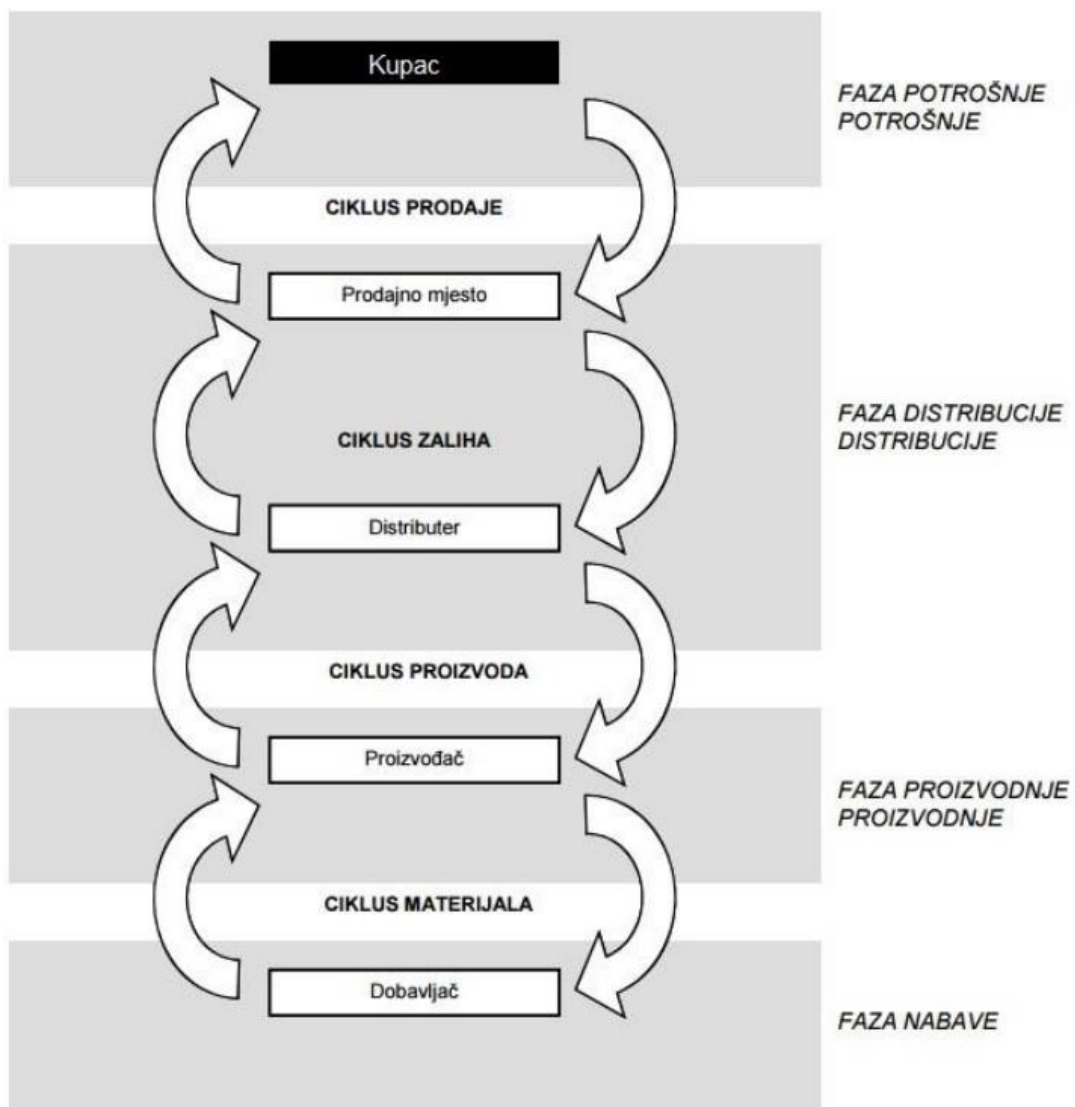 Kupac
FAZA POTROŠNJE
POTROŠNJE
CIKLUS PRODAJE
Prodajno mjesto
FAZA DISTRIBUCIJE
DISTRIBUCIJE
CIKLUS ZALIHA
Distributer
CIKLUS PROIZVODA
Proizvođač
FAZA PROIZVODNJE
PROIZVODNJE
CIKLUS MATERIJALA
Dobavljač
FAZA NABAVE